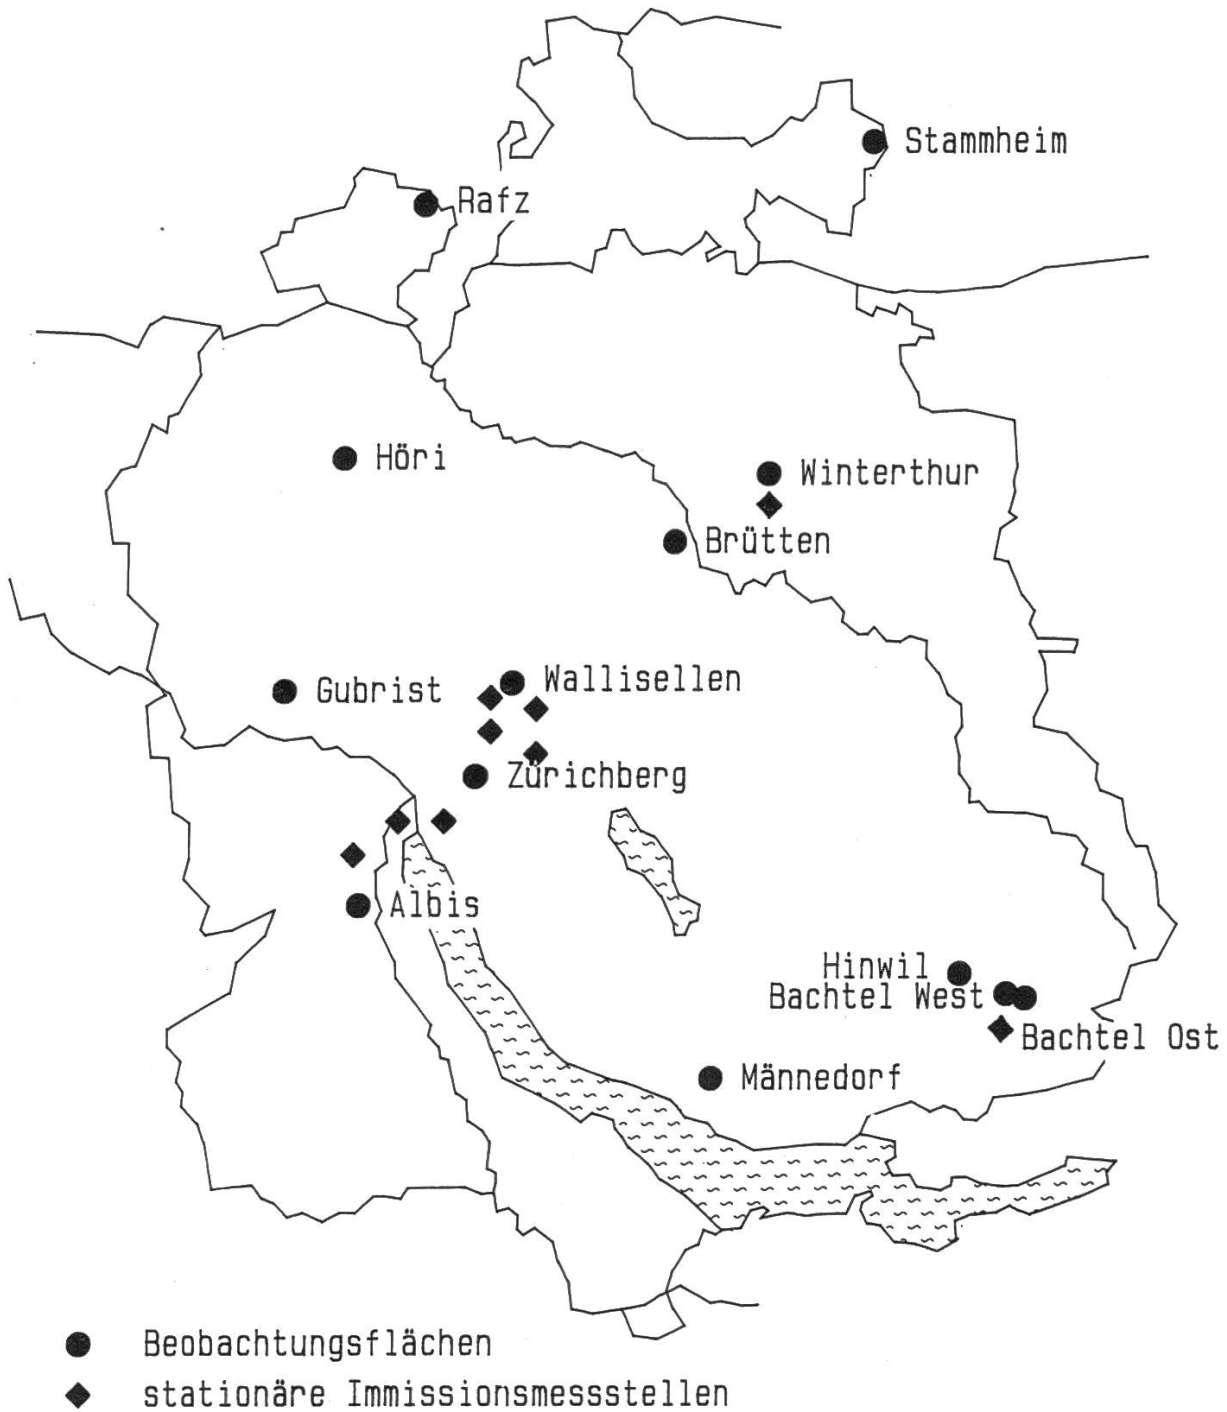 Stammheim
Rafz
Höri
Winterthur
Brütten
Wallisellen
Gubrist
Zürichberg
Albis
Hinwil
Bachtel West
Bachtel Ost
Männedorf
Beobachtungsflächen
stationäre Immissionsmessstellen